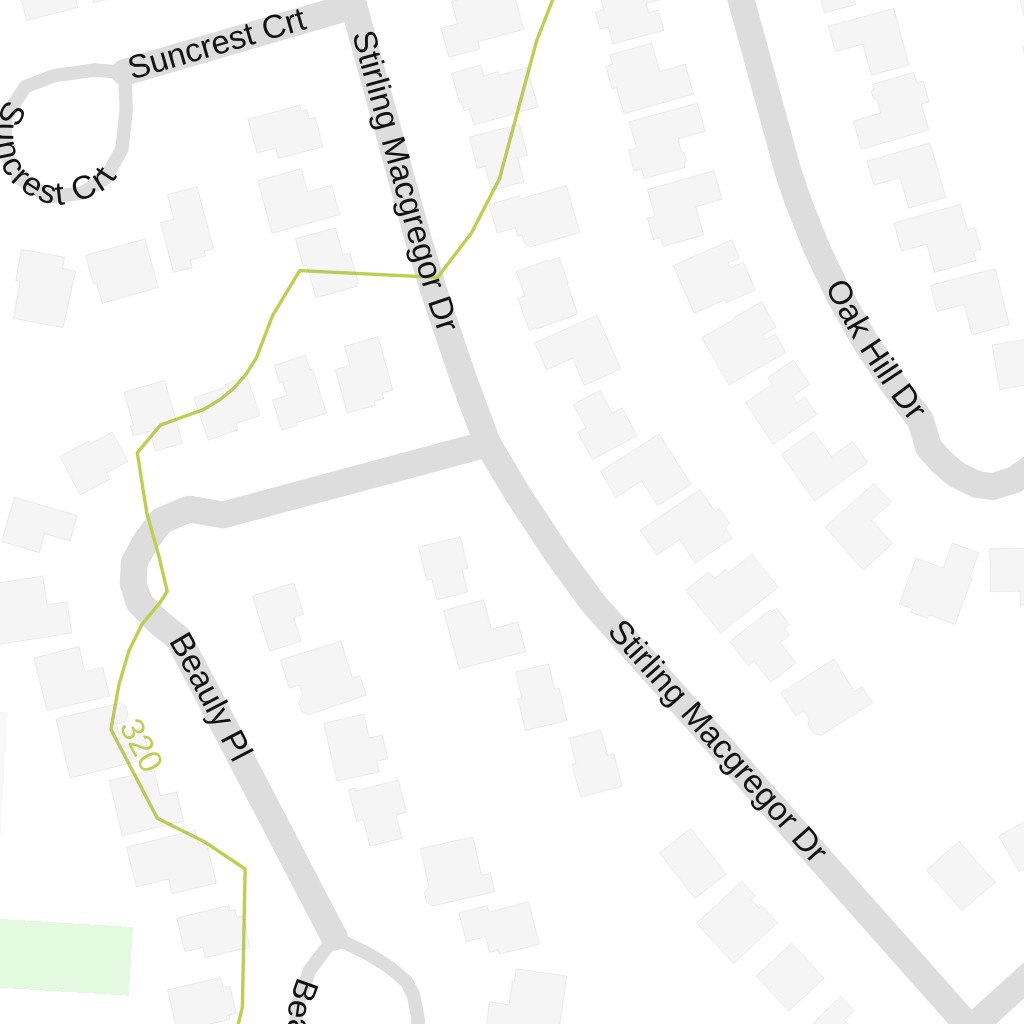 Suncrest Crt
Stirling Macgregor Dr
Suncrest Crt
Oak Hill Dr
Stirling Macgregor Dr
Beauly Pl
320